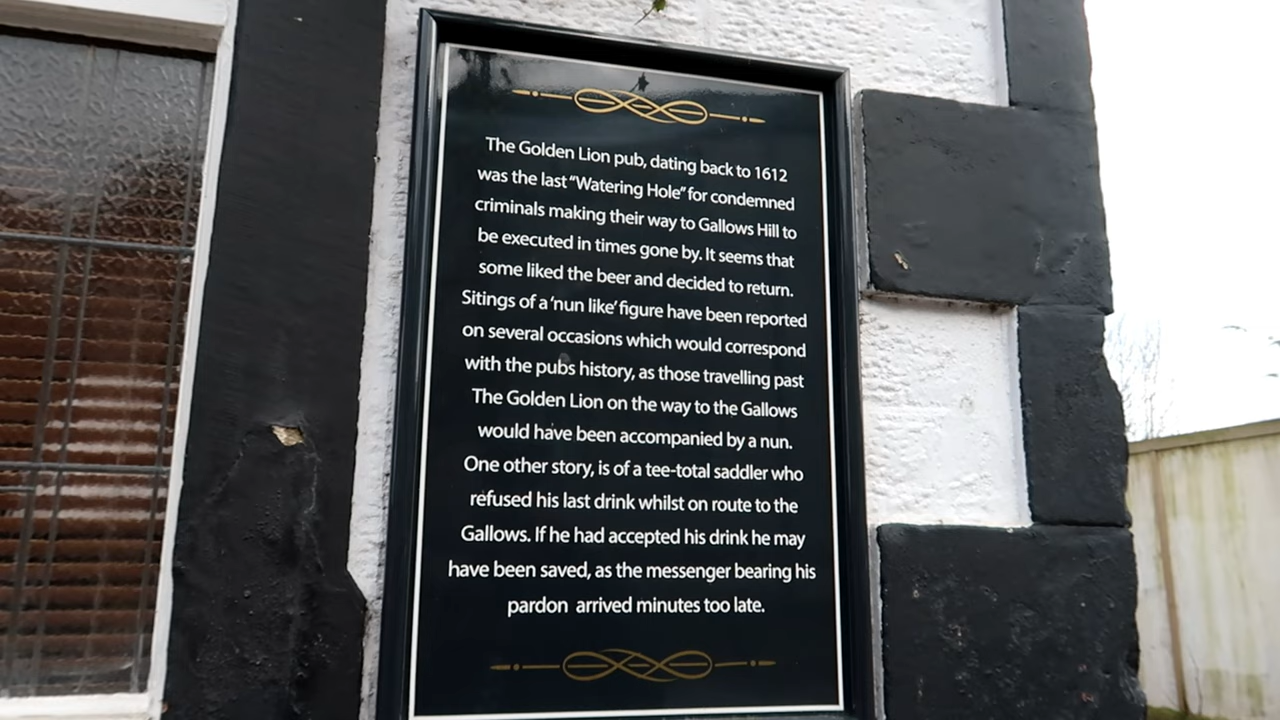 The Golden Lion pub, dating back to 1612
was the last "Watering Hole" for condemned
criminals making their way to Gallows Hill to
be executed in times gone by. It seems that
some liked the beer and decided to return.
Sitings of a 'nun like' figure have been reported
on several occasions which would correspond
with the pubs history, as those travelling past
The Golden Lion on the way to the Gallows
would have been accompanied by a nun.
One other story, is of a tee-total saddler who
refused his last drink whilst on route to the
Gallows. If he had accepted his drink he may
have been saved, as the messenger bearing his
pardon arrived minutes too late.